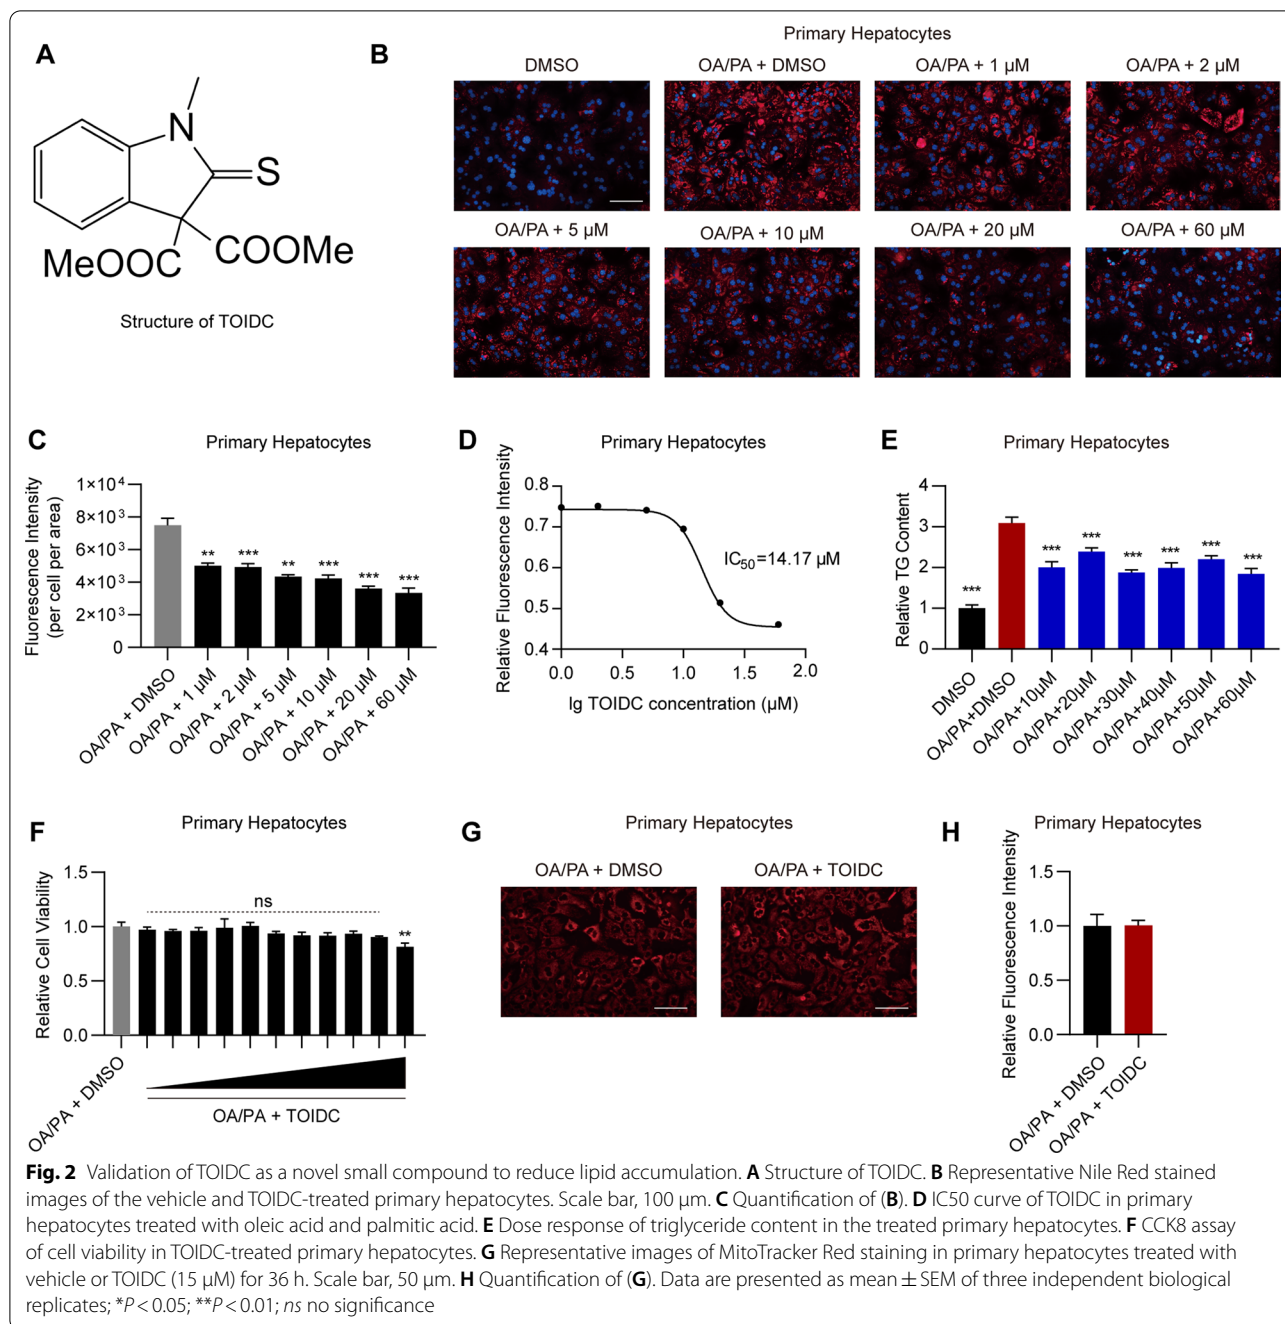 A
N
S
MeOOC
COOMe
Structure of TOIDC
B
Primary Hepatocytes
DMSO
OA/PA + DMSO
OA/PA + 1 µM
OA/PA + 2 µM
OA/PA + 5 µM
OA/PA + 10 µM
OA/PA + 20 µM
OA/PA + 60 µM
C
Primary Hepatocytes
Fluorescence Intensity
(per cell per area)
1×10⁴
8×10³
6×10³
4×10³
2×10³
0
**
***
**
***
***
***
OA/PA + DMSO
OA/PA + 1 µM
OA/PA + 2 µM
OA/PA + 5 µM
OA/PA + 10 µM
OA/PA + 20 µM
OA/PA + 60 µM
D
Primary Hepatocytes
Relative Fluorescence Intensity
0.8
0.7
0.6
0.5
0.4
IC₅₀=14.17 µM
0.0
0.5
1.0
1.5
2.0
lg TOIDC concentration (µM)
E
Primary Hepatocytes
Relative TG Content
4
3
2
1
0
***
***
***
***
***
***
***
DMSO
OA/PA+DMSO
OA/PA+10µM
OA/PA+20µM
OA/PA+30µM
OA/PA+40µM
OA/PA+50µM
OA/PA+60µM
F
Primary Hepatocytes
Relative Cell Viability
1.5
1.0
0.5
0.0
ns
**
OA/PA + DMSO
OA/PA + TOIDC
G
Primary Hepatocytes
OA/PA + DMSO
OA/PA + TOIDC
H
Primary Hepatocytes
Relative Fluorescence Intensity
1.5
1.0
0.5
0.0
OA/PA + DMSO
OA/PA + TOIDC
Fig. 2 Validation of TOIDC as a novel small compound to reduce lipid accumulation. A Structure of TOIDC. B Representative Nile Red stained
images of the vehicle and TOIDC-treated primary hepatocytes. Scale bar, 100 µm. C Quantification of (B). D IC50 curve of TOIDC in primary
hepatocytes treated with oleic acid and palmitic acid. E Dose response of triglyceride content in the treated primary hepatocytes. F CCK8 assay
of cell viability in TOIDC-treated primary hepatocytes. G Representative images of MitoTracker Red staining in primary hepatocytes treated with
vehicle or TOIDC (15 µM) for 36 h. Scale bar, 50 µm. H Quantification of (G). Data are presented as mean ± SEM of three independent biological
replicates; *P < 0.05; **P < 0.01; ns no significance